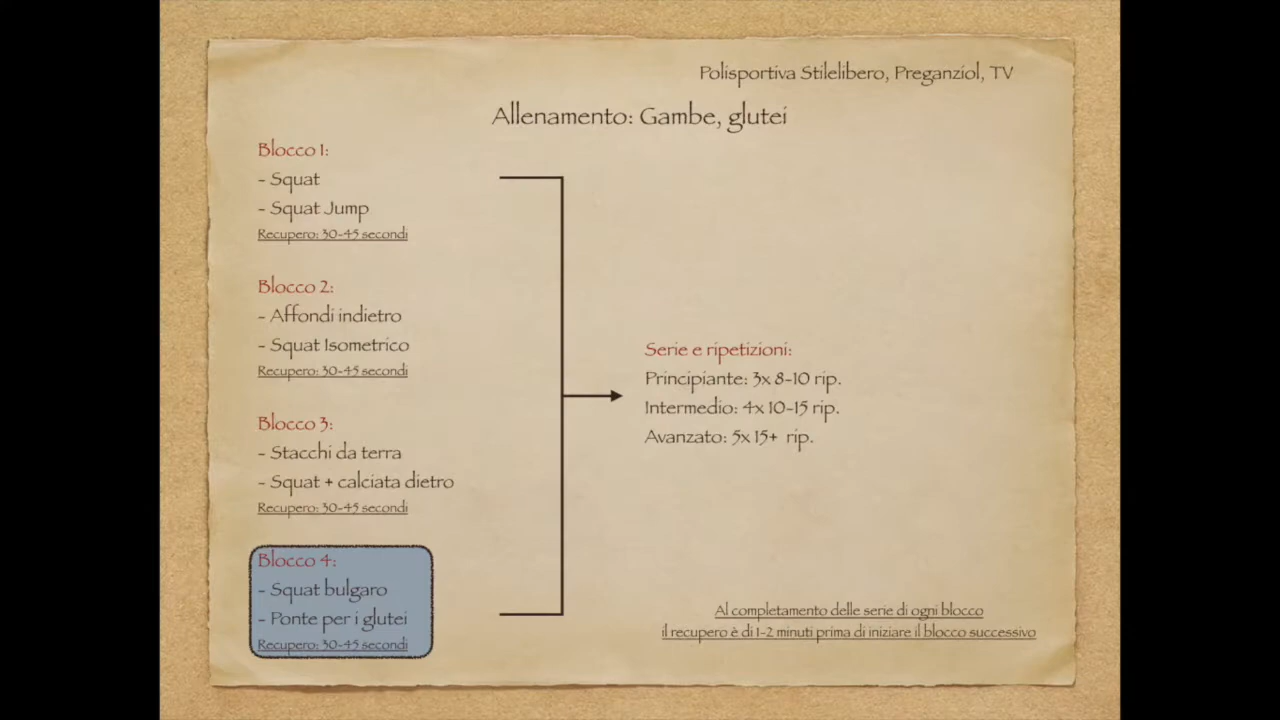 Polisportiva Stilelibero, Preganziol, TV
Allenamento: Gambe, glutei
Blocco 1:
- Squat
- Squat Jump
Recupero: 30-45 secondi
Blocco 2:
- Affondi indietro
- Squat Isometrico
Recupero: 30-45 secondi
Blocco 3:
- Stacchi da terra
- Squat + calciata dietro
Recupero: 30-45 secondi
Blocco 4:
- Squat bulgaro
- Ponte per i glutei
Recupero: 30-45 secondi
Serie e ripetizioni:
Principiante: 3x 8-10 rip.
Intermedio: 4x 10-15 rip.
Avanzato: 5x 15+ rip.
Al completamento delle serie di ogni blocco
il recupero è di 1-2 minuti prima di iniziare il blocco successivo